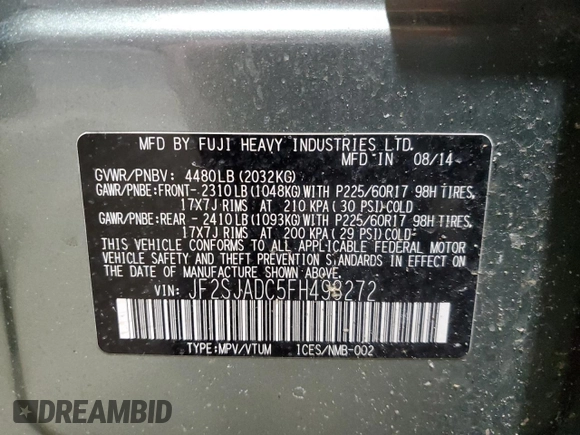 MFD BY FUJI HEAVY INDUSTRIES LTD.
MFD IN 08/14
GVWR/PNBV: 4480LB(2032KG)
GAWR/PNBE:FRONT- 2310LB(1048KG)WITH P225/60R17 98H TIRES,
17X7J RIMS AT 210 KPA( 30 PSI)COLD
GAWR/PNBE:REAR - 2410LB(1093KG)WITH P225/60R17 98H TIRES,
17X7J RIMS AT 200 KPA( 29 PSI)COLD
THIS VEHICLE CONFORMS TO ALL APPLICABLE FEDERAL MOTOR
VEHICLE SAFETY AND THEFT PREVENTION STANDARDS IN EFFECT
ON THE DATE OF MANUFACTURE SHOWN ABOVE.
VIN: JF2SJADC5FH498272
TYPE:MPV/VTUM 1CES/NMB-002
DREAMBID